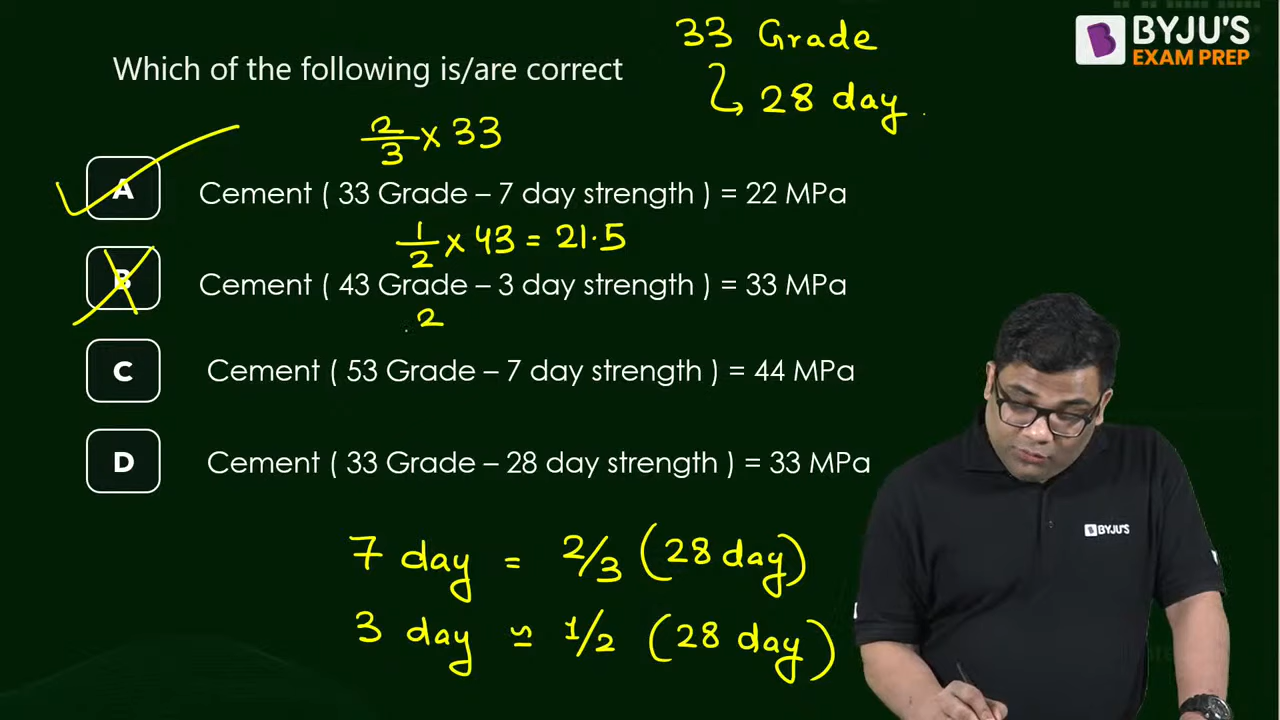 33 Grade
BYJU'S
EXAM PREP
Which of the following is/are correct
28 day
2/3 × 33
A
Cement ( 33 Grade – 7 day strength ) = 22 MPa
1/2 × 43 = 21.5
B
Cement ( 43 Grade – 3 day strength ) = 33 MPa
2
C
Cement ( 53 Grade – 7 day strength ) = 44 MPa
D
Cement ( 33 Grade – 28 day strength ) = 33 MPa
BYJU'S
7 day = 2/3 (28 day)
3 day ≃ 1/2 (28 day)